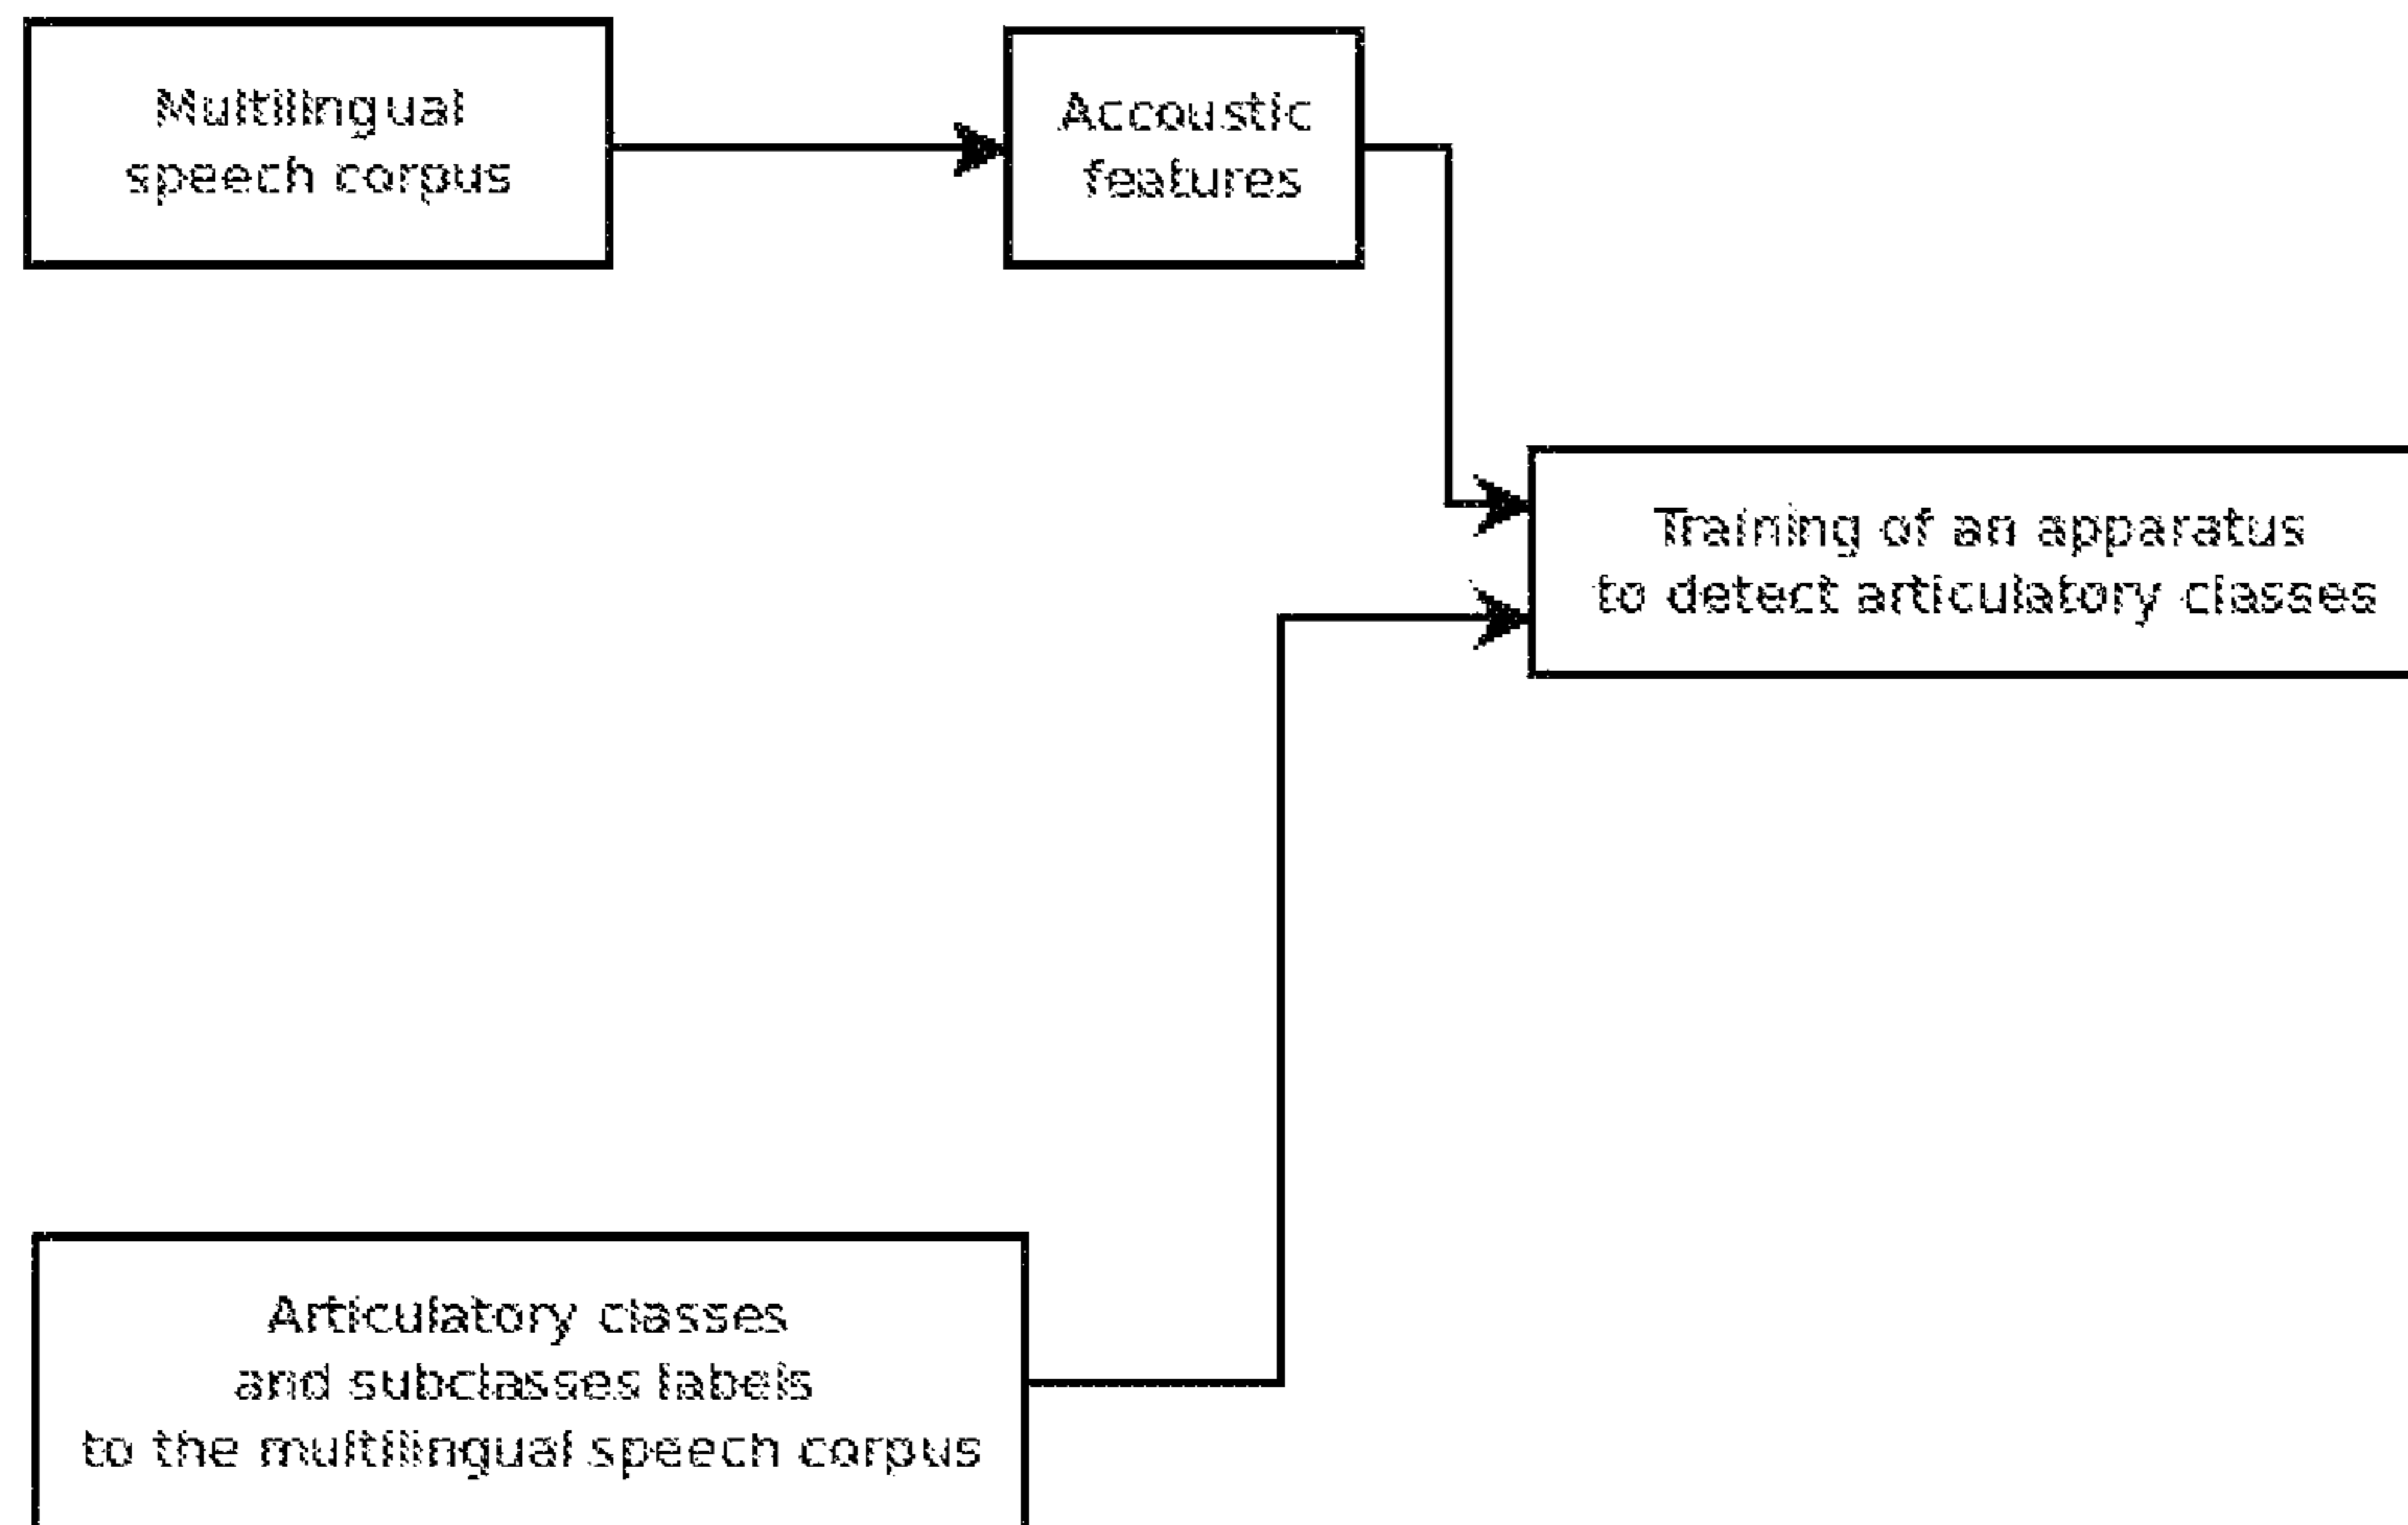 Multilingual
speech corpus
Accoustic
features
Training of an apparatus
to detect articulatory classes
Articulatory classes
and subclasses labels
to the multilingual speech corpus